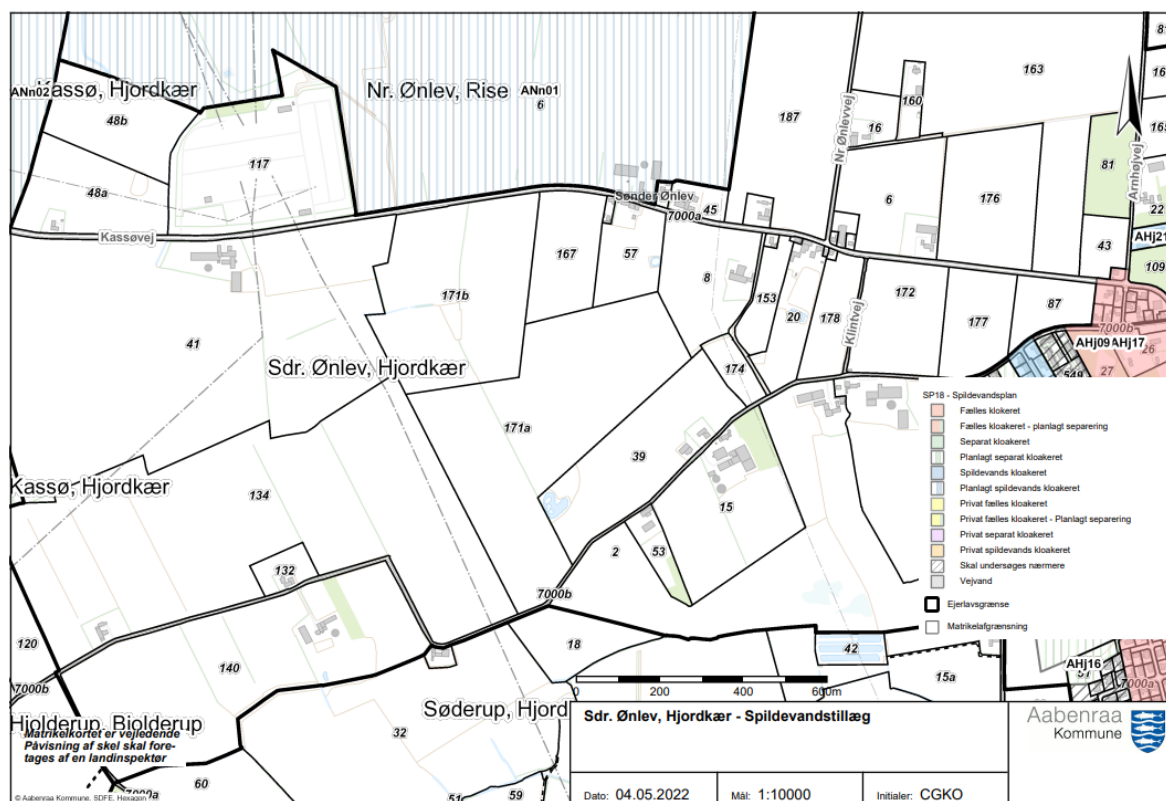 81
163
160
16
ANn02
Kassø, Hjordkær
Nr. Ønlev, Rise
ANn01
6
48b
187
16
160
163
165
117
Nr Ønlevvej
81
Arnhøjvej
48a
Sønder Ønlev
7000a
45
6
176
22
AHj21
Kassøvej
43
167
57
8
109
171b
153
20
178
Klintvej
172
177
87
7000b
41
AHj09
AHj17
26
27
549
Sdr. Ønlev, Hjordkær
174
171a
39
SP18 - Spildevandsplan
Fælles klokeret
Fælles kloakeret - planlagt separering
Separat kloakeret
Planlagt separat kloakeret
Spildevands kloakeret
Planlagt spildevands kloakeret
Privat fælles kloakeret
Privat fælles kloakeret - Planlagt separering
Privat separat kloakeret
Privat spildevands kloakeret
Skal undersøges nærmere
Vejvand
Ejerlavsgrænse
Matrikelafgrænsning
Kassø, Hjordkær
134
15
2
53
132
7000b
120
140
18
42
15a
AHj16
51
7000a
7000b
0
200
400
600m
Hjolderup, Bjolderup
Matrikelkortet er vejledende
Påvisning af skel skal fore-
tages af en landinspektør
32
Søderup, Hjord
60
7000a
51
59
© Aabenraa Kommune, SDFE, Hexagon
Sdr. Ønlev, Hjordkær - Spildevandstillæg
Dato: 04.05.2022
Mål: 1:10000
Initialer: CGKO
Aabenraa
Kommune